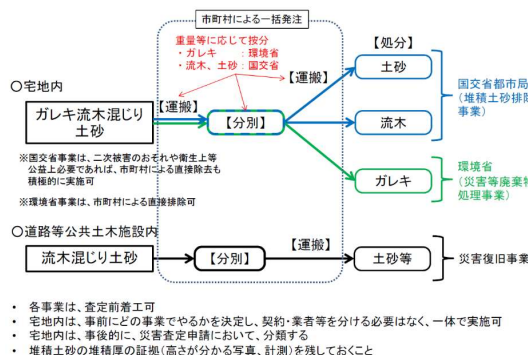 市町村による一括発注
重量等に応じて按分
・ガレキ　　：環境省
・流木、土砂：国交省
【処分】
○宅地内
【運搬】
【運搬】
ガレキ流木混じり
土砂
【分別】
土砂
流木
ガレキ
国交省都市局
（堆積土砂排除
事業）
環境省
（災害等廃棄物
処理事業）
※国交省事業は、二次被害のおそれや衛生上等
公益上必要であれば、市町村による直接除去も
積極的に実施可
※環境省事業は、市町村による直接排除可
○道路等公共土木施設内
流木混じり土砂
【分別】
【運搬】
土砂等
災害復旧事業
・ 各事業は、査定前着工可
・ 宅地内は、事前にどの事業でやるかを決定し、契約・業者等を分ける必要はなく、一体で実施可
・ 宅地内は、事後的に、災害査定申請において、分類する
・ 堆積土砂の堆積厚の証拠（高さが分かる写真、計測）を残しておくこと